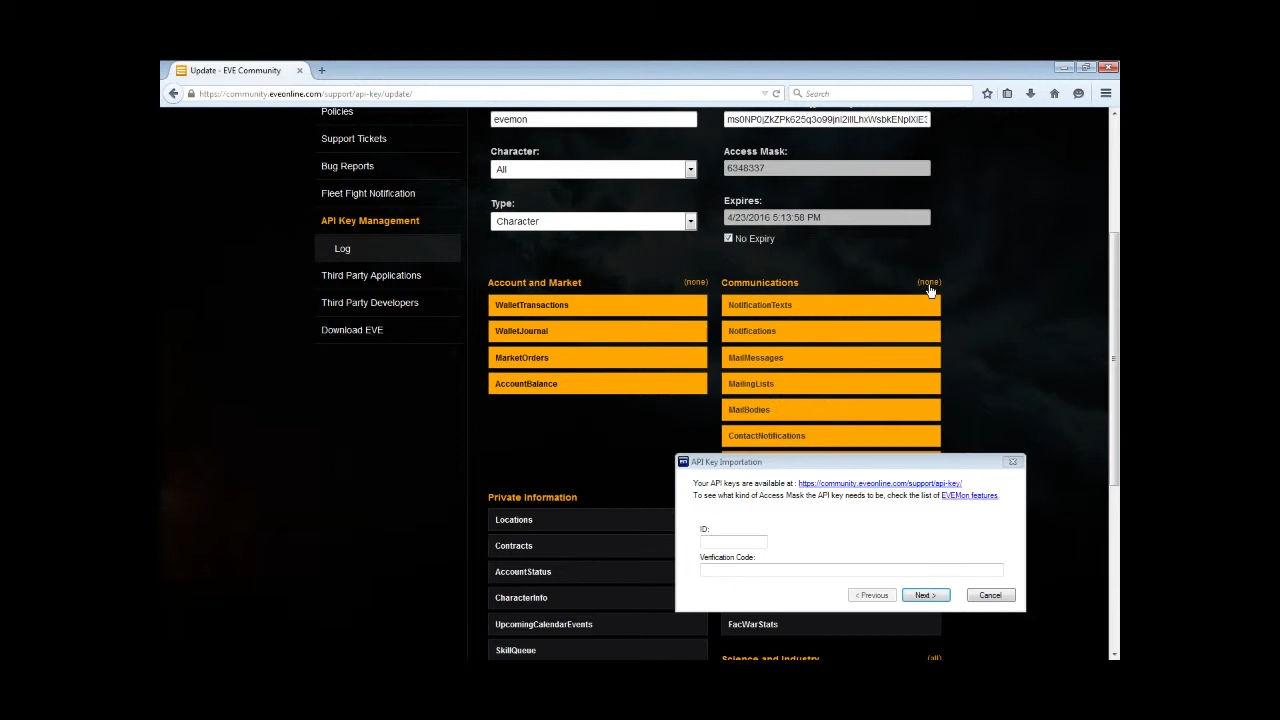 Update - EVE Community
https://community.eveonline.com/support/api-key/update/
Search
Policies
Support Tickets
Bug Reports
Fleet Fight Notification
API Key Management
Log
Third Party Applications
Third Party Developers
Download EVE
evemon
Character:
All
Type:
Character
Access Mask:
6348337
Expires:
4/23/2016 5:13:58 PM
No Expiry
Account and Market (none)
WalletTransactions
WalletJournal
MarketOrders
AccountBalance
Communications (none)
NotificationTexts
Notifications
MailMessages
MailingLists
MailBodies
ContactNotifications
Private Information
Locations
Contracts
AccountStatus
CharacterInfo
UpcomingCalendarEvents
SkillQueue
FacWarStats
Science and Industry (all)
API Key Importation
Your API keys are available at : https://community.eveonline.com/support/api-key/
To see what kind of Access Mask the API key needs to be, check the list of EVEMon features.
ID:
Verification Code:
< Previous
Next >
Cancel